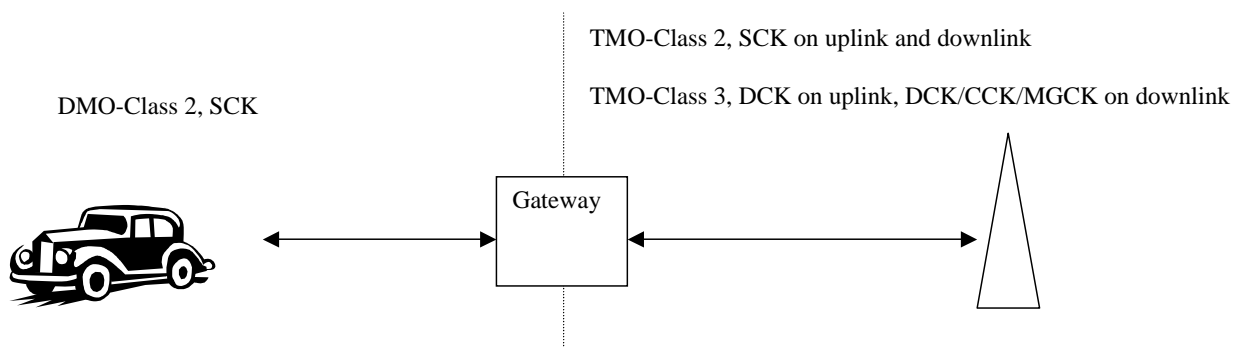 TMO-Class 2, SCK on uplink and downlink
TMO-Class 3, DCK on uplink, DCK/CCK/MGCK on downlink
DMO-Class 2, SCK
Gateway